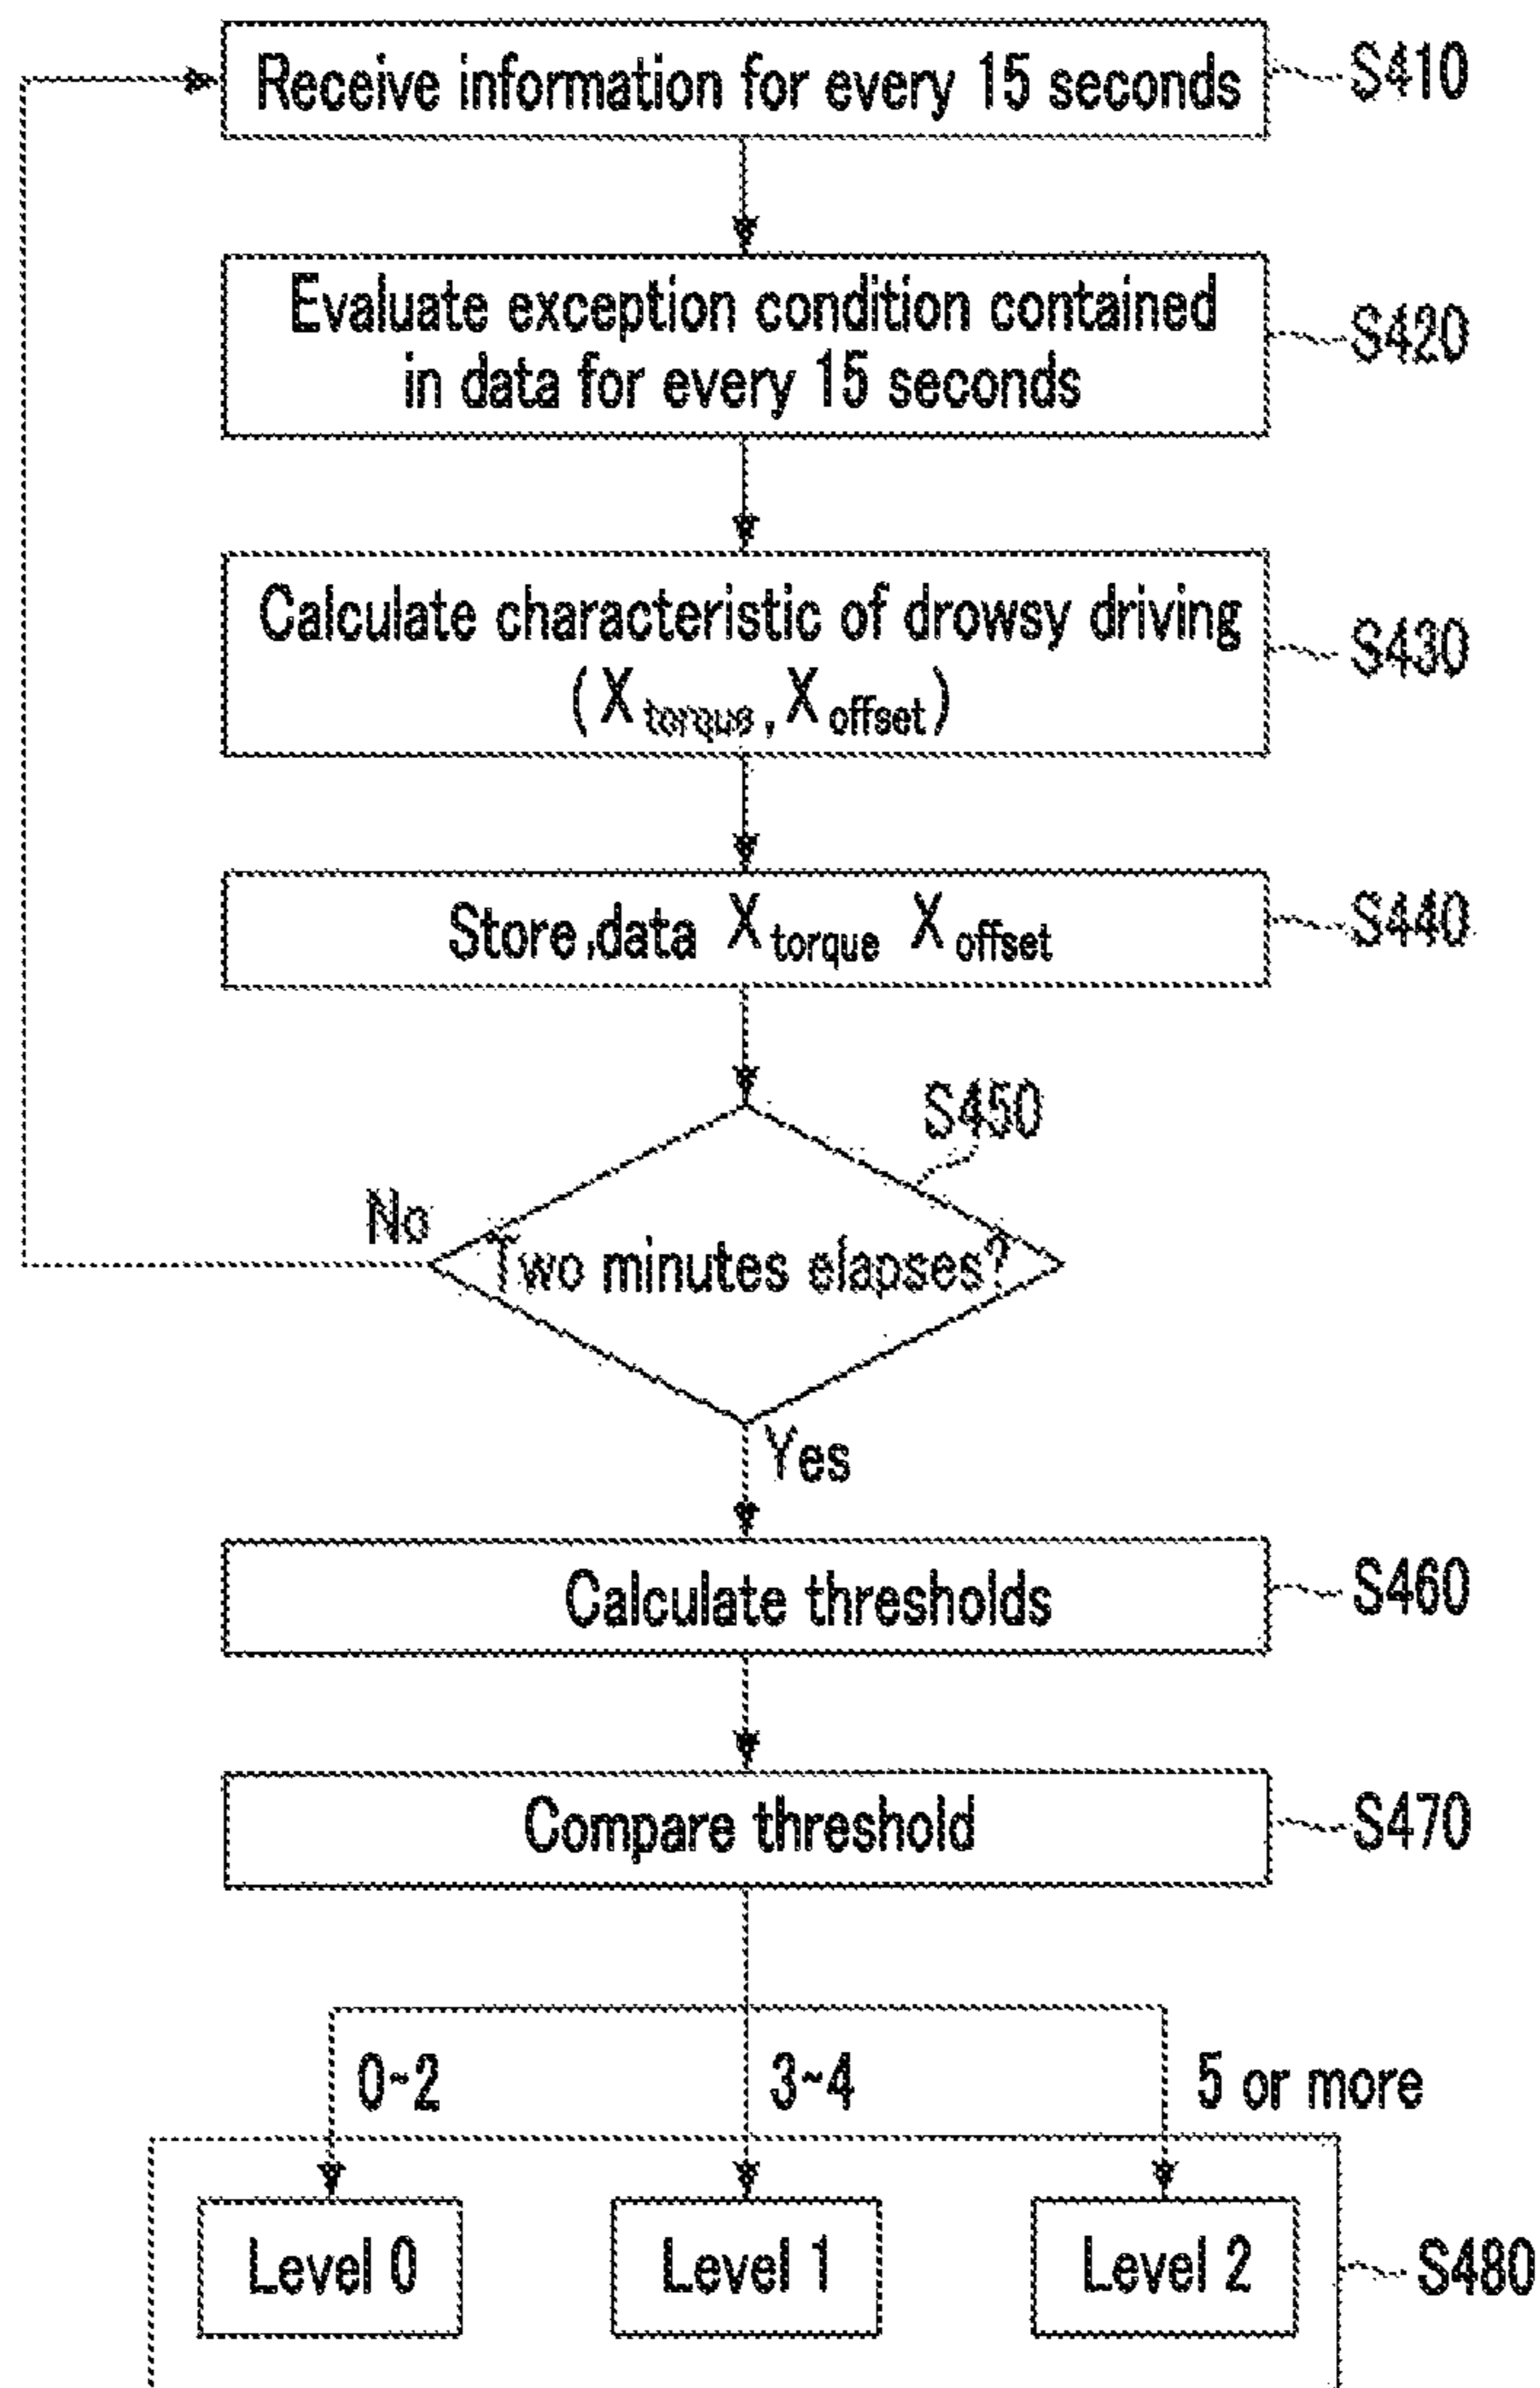 Receive information for every 15 seconds
S410
Evaluate exception condition contained
in data for every 15 seconds
S420
Calculate characteristic of drowsy driving
(X torque, X offset)
S430
Store,data X torque X offset
S440
S450
No
Two minutes elapses?
Yes
Calculate thresholds
S460
Compare threshold
S470
0~2
3~4
5 or more
Level 0
Level 1
Level 2
S480